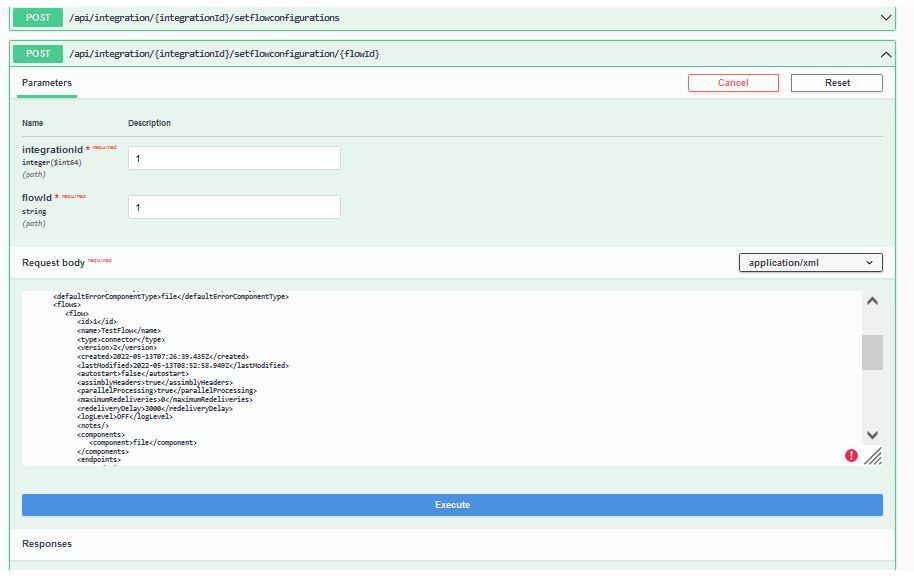 POST /api/integration/{integrationId}/setflowconfigurations
POST /api/integration/{integrationId}/setflowconfiguration/{flowId}
Parameters
Cancel
Reset
Name Description
integrationId * required
integer($int64)
(path)
1
flowId * required
string
(path)
1
Request body required
application/xml
<defaultErrorComponentType>file</defaultErrorComponentType>
<flows>
<flow>
<id>1</id>
<name>TestFlow</name>
<type>connector</type>
<version>2</version>
<created>2022-05-13T07:26:39.435Z</created>
<lastModified>2022-05-13T08:52:58.949Z</lastModified>
<autostart>false</autostart>
<assimblyHeaders>true</assimblyHeaders>
<parallelProcessing>true</parallelProcessing>
<maximumRedeliveries>0</maximumRedeliveries>
<redeliveryDelay>3000</redeliveryDelay>
<logLevel>OFF</logLevel>
<notes/>
<components>
<component>file</component>
</components>
<endpoints>
Execute
Responses